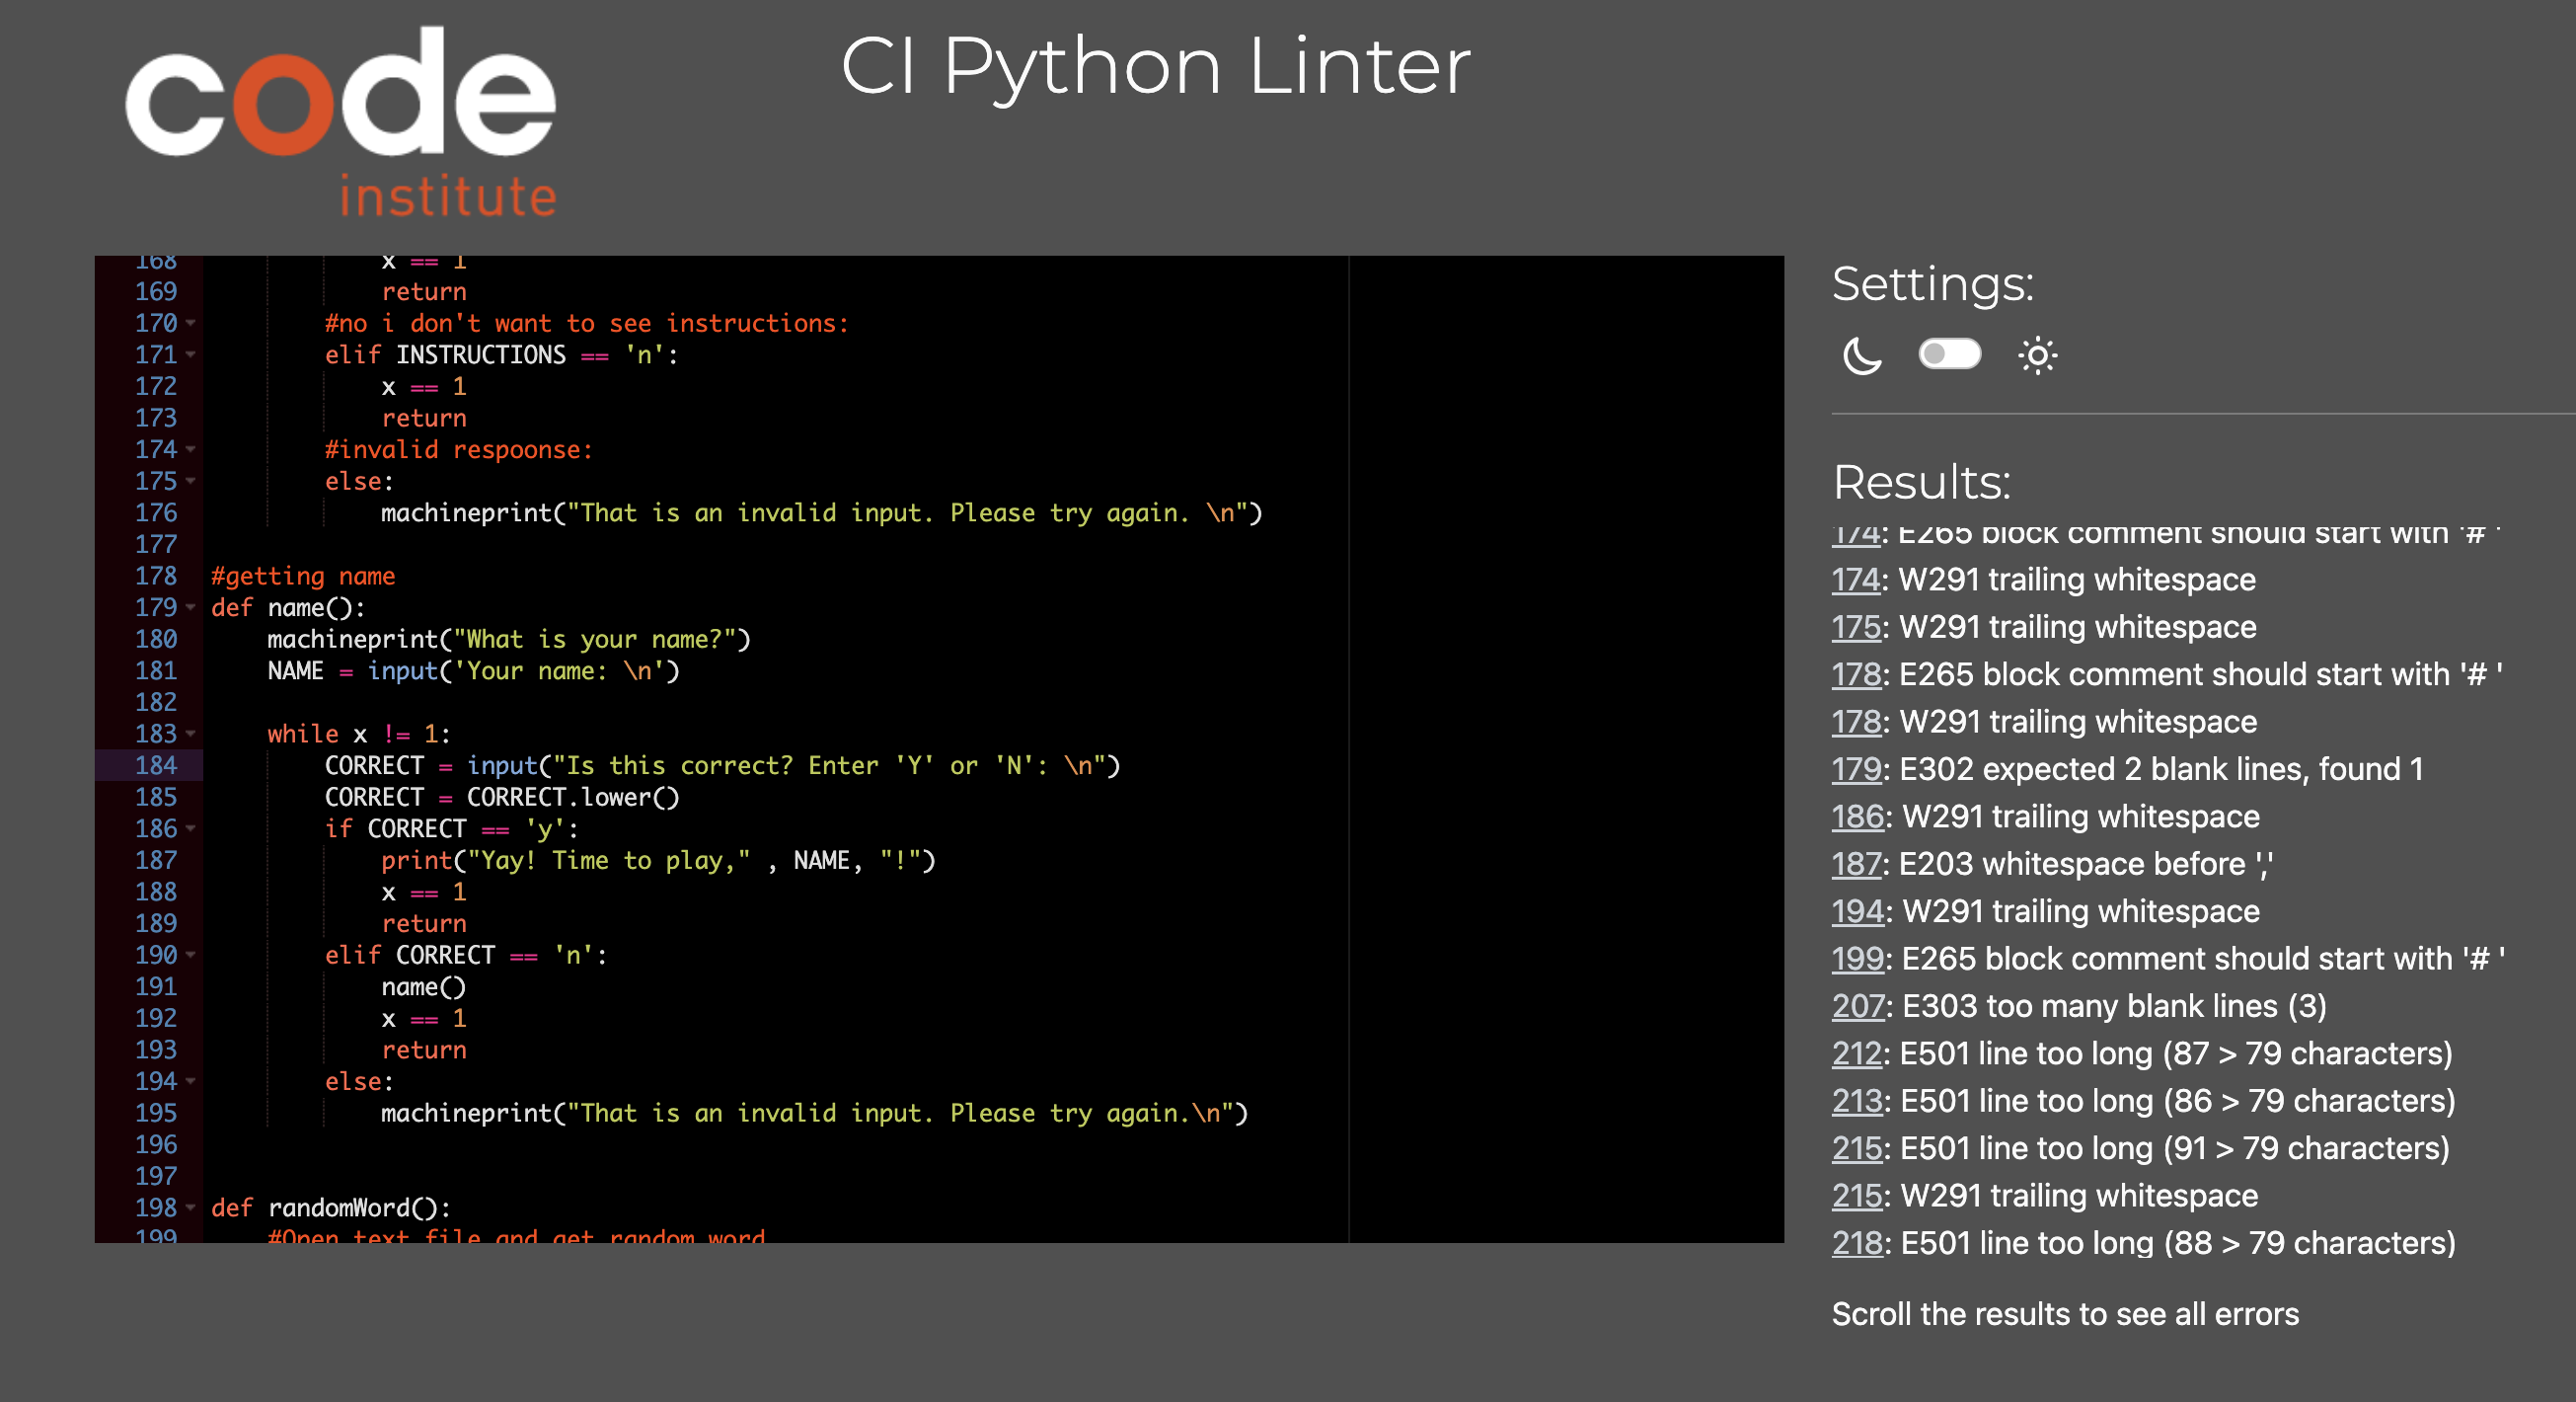 code
institute
CI Python Linter
168 x == 1
169 return
170 #no i don't want to see instructions:
171 elif INSTRUCTIONS == 'n':
172 x == 1
173 return
174 #invalid respoonse:
175 else:
176 machineprint("That is an invalid input. Please try again. \n")
177
178 #getting name
179 def name():
180 machineprint("What is your name?")
181 NAME = input('Your name: \n')
182
183 while x != 1:
184 CORRECT = input("Is this correct? Enter 'Y' or 'N': \n")
185 CORRECT = CORRECT.lower()
186 if CORRECT == 'y':
187 print("Yay! Time to play," , NAME, "!")
188 x == 1
189 return
190 elif CORRECT == 'n':
191 name()
192 x == 1
193 return
194 else:
195 machineprint("That is an invalid input. Please try again.\n")
196
197
198 def randomWord():
199 #Open text file and get random word
Settings:
Results:
174: E265 block comment should start with '# '
174: W291 trailing whitespace
175: W291 trailing whitespace
178: E265 block comment should start with '# '
178: W291 trailing whitespace
179: E302 expected 2 blank lines, found 1
186: W291 trailing whitespace
187: E203 whitespace before ','
194: W291 trailing whitespace
199: E265 block comment should start with '# '
207: E303 too many blank lines (3)
212: E501 line too long (87 > 79 characters)
213: E501 line too long (86 > 79 characters)
215: E501 line too long (91 > 79 characters)
215: W291 trailing whitespace
218: E501 line too long (88 > 79 characters)
Scroll the results to see all errors